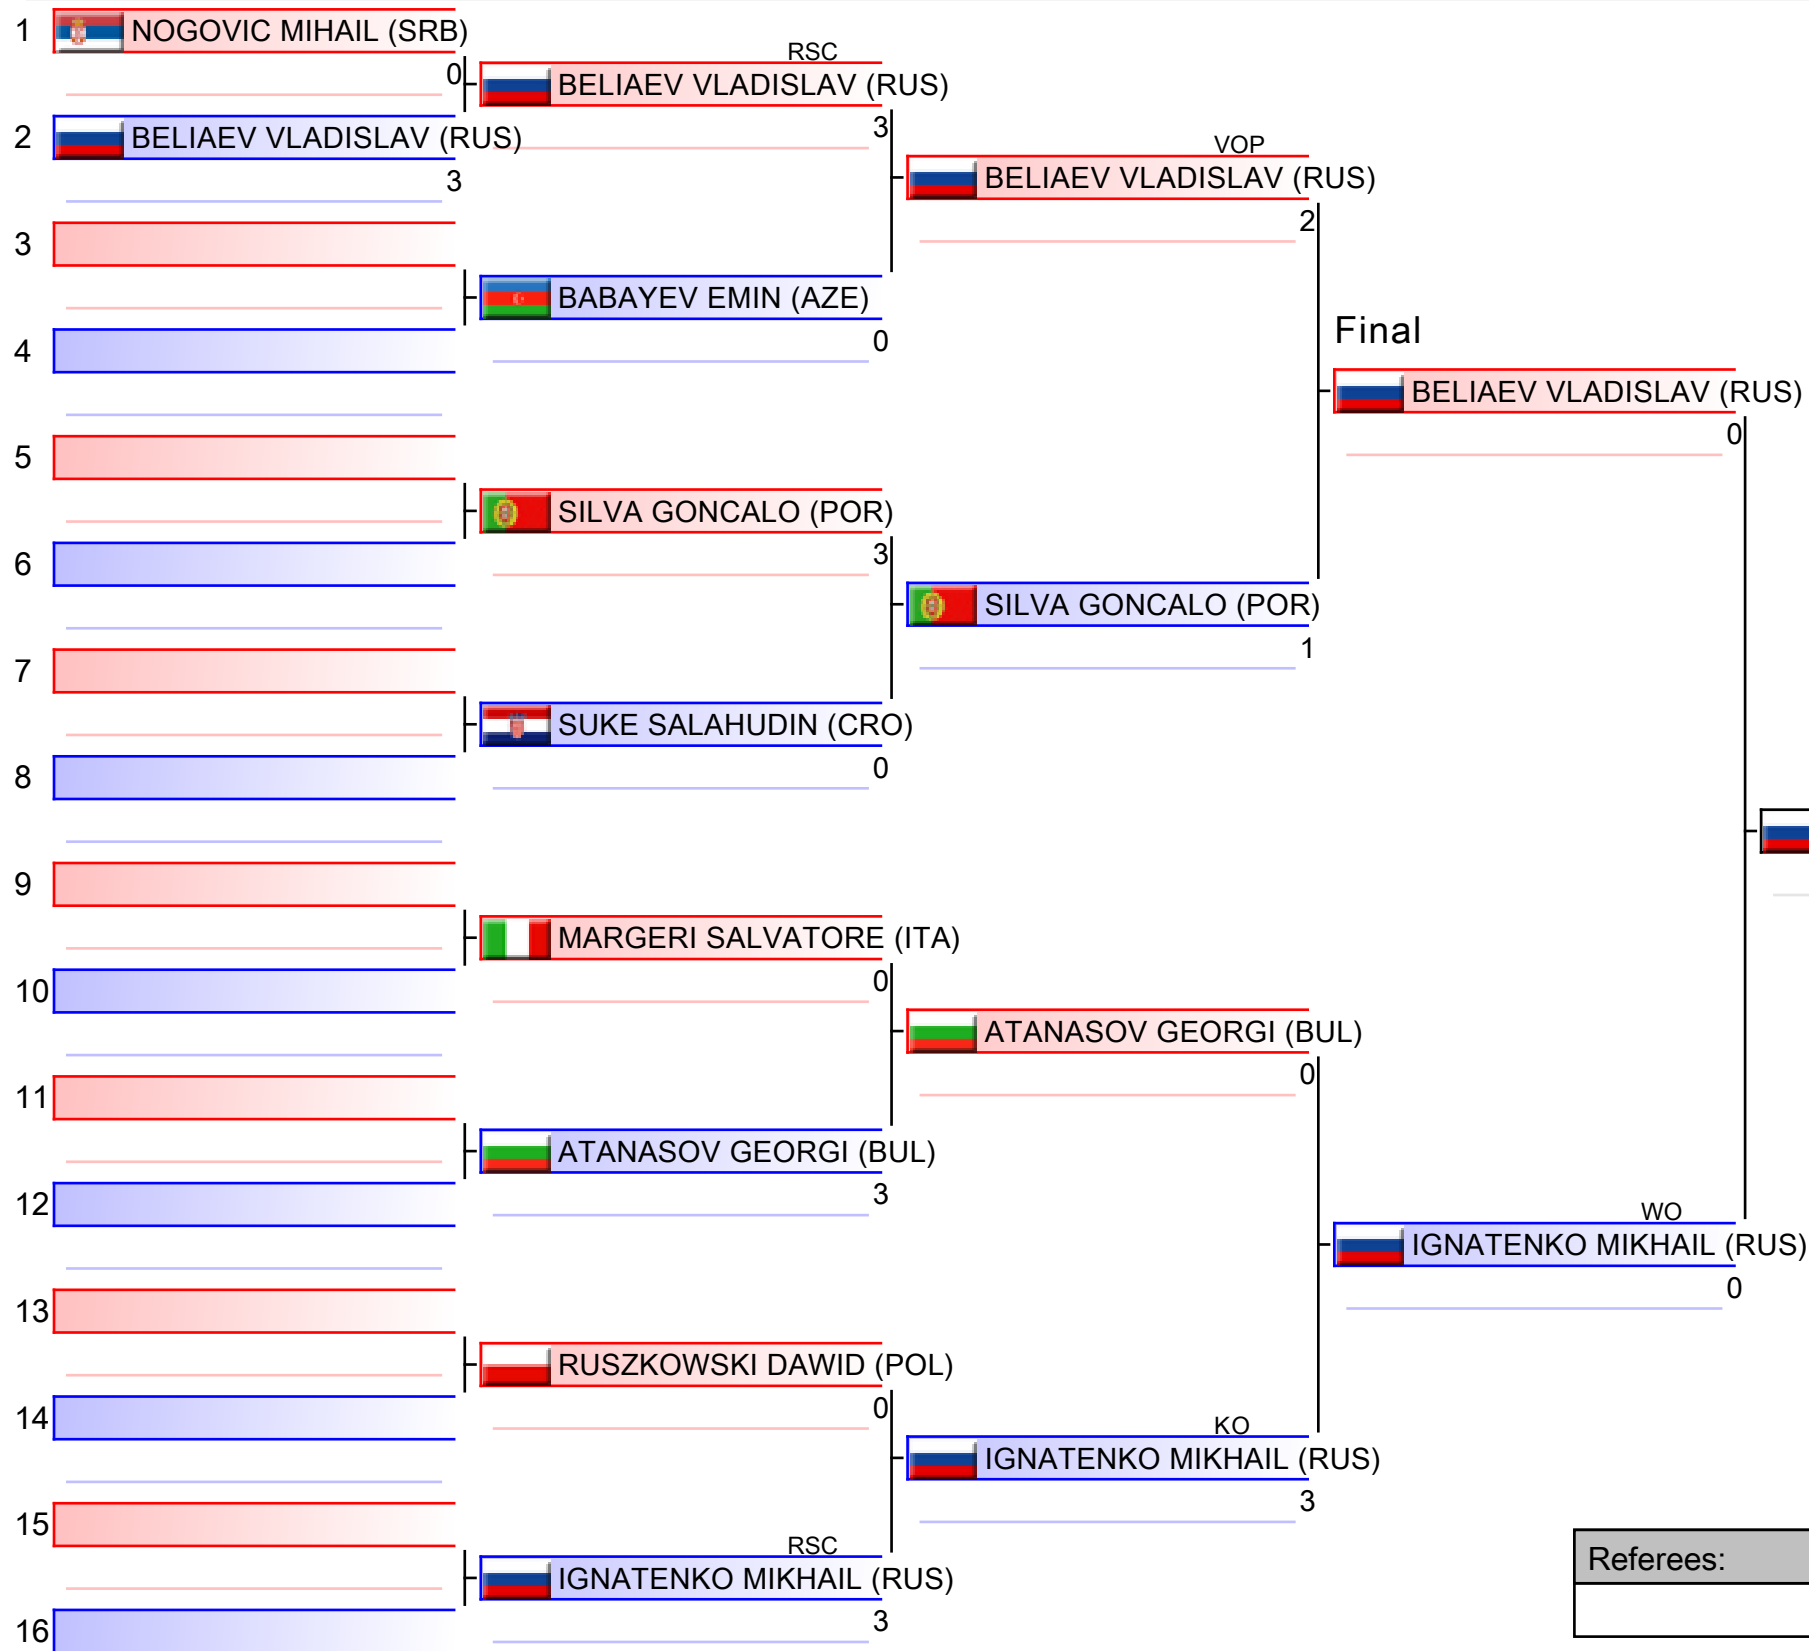 1 NOGOVIC MIHAIL (SRB)
0
2 BELIAEV VLADISLAV (RUS)
3
3
4
5
6
7
8
9
10
11
12
13
14
15
16
RSC
BELIAEV VLADISLAV (RUS)
3
BABAYEV EMIN (AZE)
0
SILVA GONCALO (POR)
3
SUKE SALAHUDIN (CRO)
0
MARGERI SALVATORE (ITA)
0
ATANASOV GEORGI (BUL)
3
RUSZKOWSKI DAWID (POL)
0
RSC
IGNATENKO MIKHAIL (RUS)
3
VOP
BELIAEV VLADISLAV (RUS)
2
SILVA GONCALO (POR)
1
ATANASOV GEORGI (BUL)
0
KO
IGNATENKO MIKHAIL (RUS)
3
Final
BELIAEV VLADISLAV (RUS)
0
WO
IGNATENKO MIKHAIL (RUS)
0
Referees: